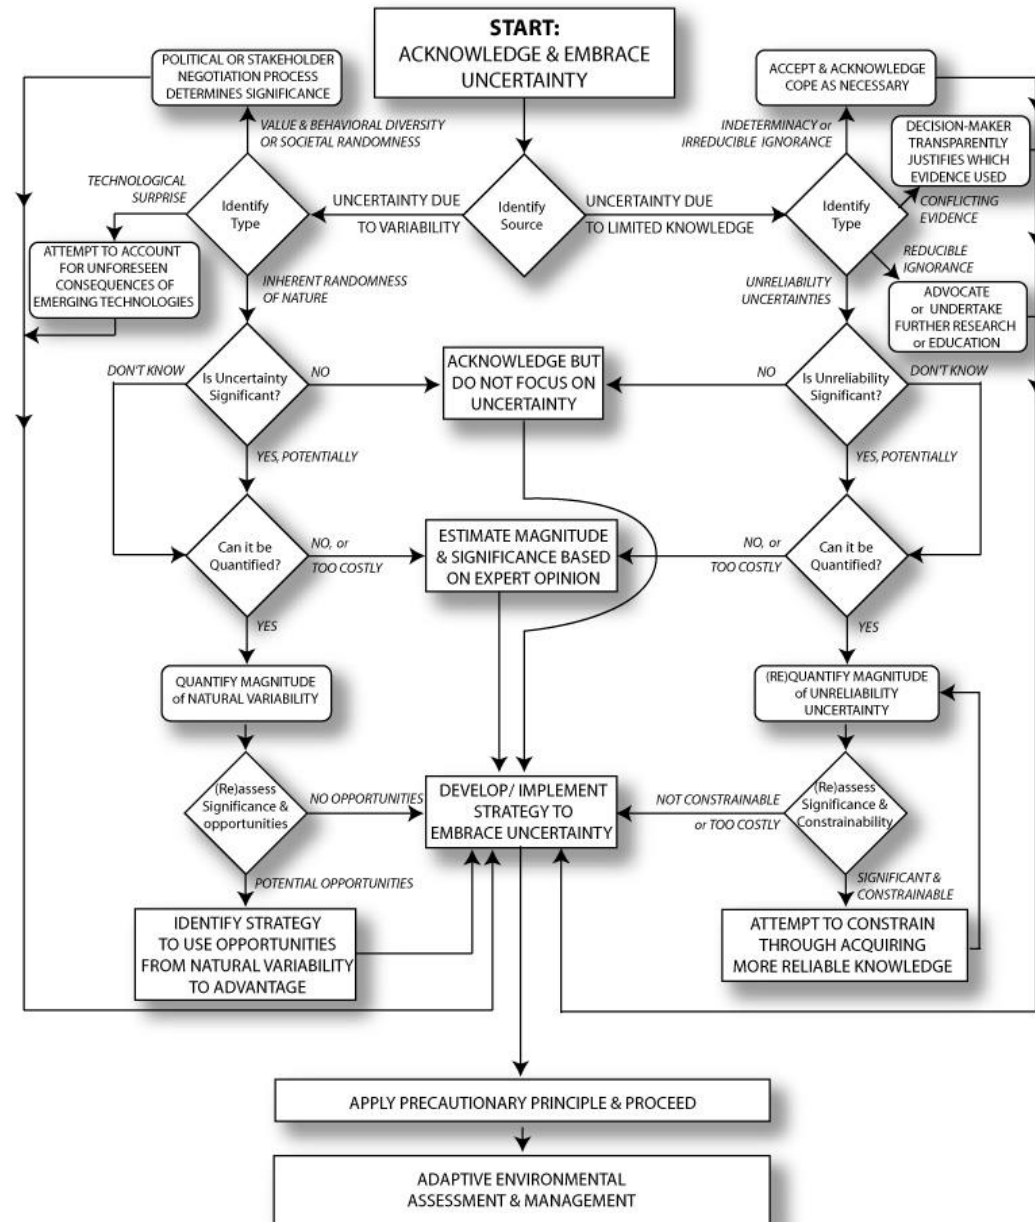 START:
ACKNOWLEDGE & EMBRACE
UNCERTAINTY
POLITICAL OR STAKEHOLDER
NEGOTIATION PROCESS
DETERMINES SIGNIFICANCE
ACCEPT & ACKNOWLEDGE
COPE AS NECESSARY
VALUE & BEHAVIORAL DIVERSITY
OR SOCIETAL RANDOMNESS
INDETERMINACY or
IRREDUCIBLE IGNORANCE
DECISION-MAKER
TRANSPARENTLY
JUSTIFIES WHICH
EVIDENCE USED
TECHNOLOGICAL
SURPRISE
Identify
Type
UNCERTAINTY DUE
TO VARIABILITY
Identify
Source
UNCERTAINTY DUE
TO LIMITED KNOWLEDGE
Identify
Type
CONFLICTING
EVIDENCE
ATTEMPT TO ACCOUNT
FOR UNFORESEEN
CONSEQUENCES OF
EMERGING TECHNOLOGIES
INHERENT RANDOMNESS
OF NATURE
UNRELIABILITY
UNCERTAINTIES
REDUCIBLE
IGNORANCE
ADVOCATE
or UNDERTAKE
FURTHER RESEARCH
or EDUCATION
DON'T KNOW
Is Uncertainty
Significant?
NO
ACKNOWLEDGE BUT
DO NOT FOCUS ON
UNCERTAINTY
NO
Is Unreliability
Significant?
DON'T KNOW
YES, POTENTIALLY
YES, POTENTIALLY
Can it be
Quantified?
NO, or
TOO COSTLY
ESTIMATE MAGNITUDE
& SIGNIFICANCE BASED
ON EXPERT OPINION
NO, or
TOO COSTLY
Can it be
Quantified?
YES
YES
QUANTIFY MAGNITUDE
of NATURAL VARIABILITY
(RE)QUANTIFY MAGNITUDE
of UNRELIABILITY
UNCERTAINTY
(Re)assess
Significance &
opportunities
NO OPPORTUNITIES
DEVELOP/ IMPLEMENT
STRATEGY TO
EMBRACE UNCERTAINTY
NOT CONSTRAINABLE
or TOO COSTLY
(Re)assess
Significance &
Constrainability
POTENTIAL OPPORTUNITIES
SIGNIFICANT &
CONSTRAINABLE
IDENTIFY STRATEGY
TO USE OPPORTUNITIES
FROM NATURAL VARIABILITY
TO ADVANTAGE
ATTEMPT TO CONSTRAIN
THROUGH ACQUIRING
MORE RELIABLE KNOWLEDGE
APPLY PRECAUTIONARY PRINCIPLE & PROCEED
ADAPTIVE ENVIRONMENTAL
ASSESSMENT & MANAGEMENT